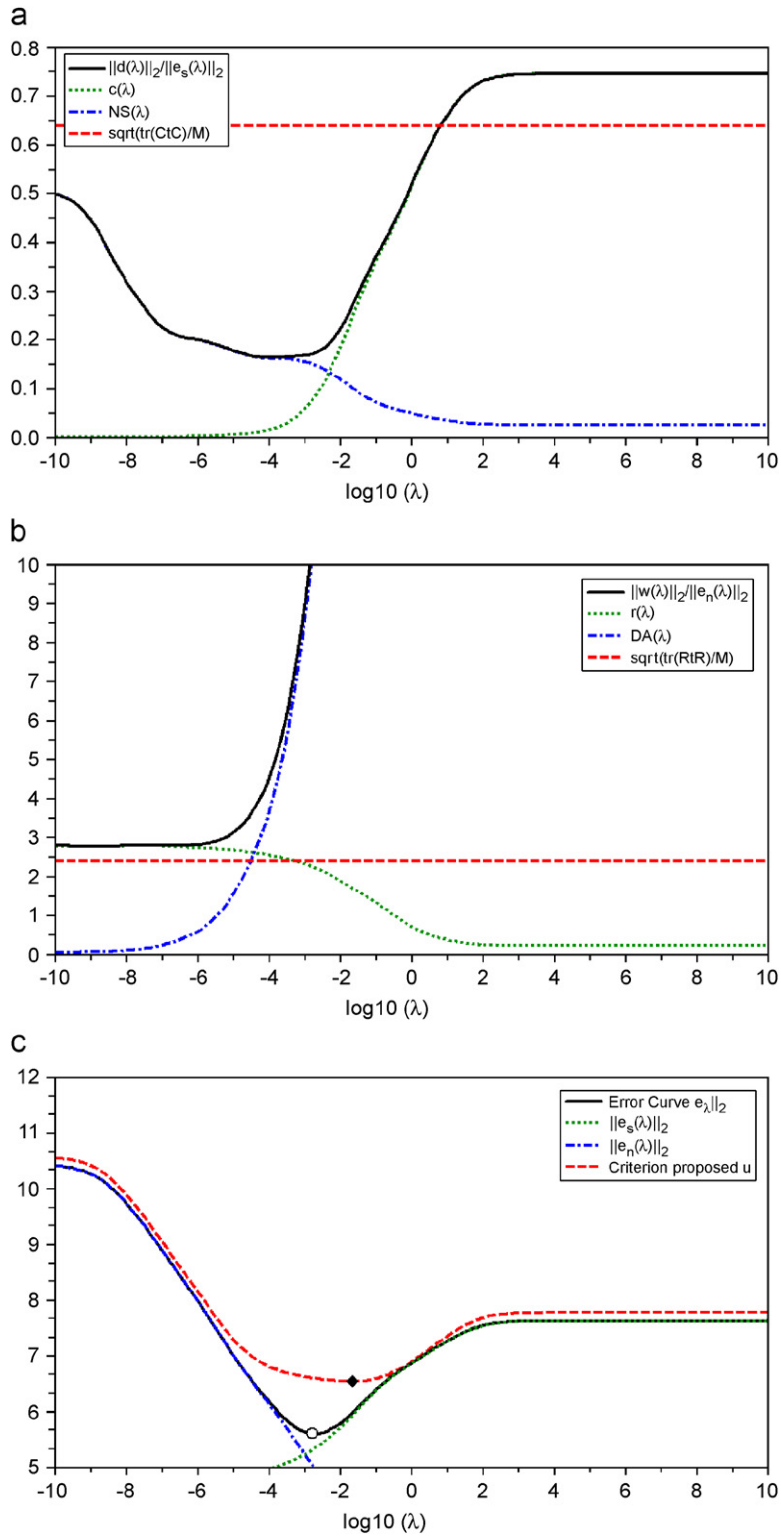 a
0.8
0.7
0.6
0.5
0.4
0.3
0.2
0.1
0.0
||d(λ)||₂/||eₛ(λ)||₂
c(λ)
NS(λ)
sqrt(tr(CtC)/M)
-10 -8 -6 -4 -2 0 2 4 6 8 10
log10 (λ)
b
10
9
8
7
6
5
4
3
2
1
0
||w(λ)||₂/||eₙ(λ)||₂
r(λ)
DA(λ)
sqrt(tr(RtR)/M)
-10 -8 -6 -4 -2 0 2 4 6 8 10
log10 (λ)
c
12
11
10
9
8
7
6
5
Error Curve e_λ||₂
||eₛ(λ)||₂
||eₙ(λ)||₂
Criterion proposed u
-10 -8 -6 -4 -2 0 2 4 6 8 10
log10 (λ)